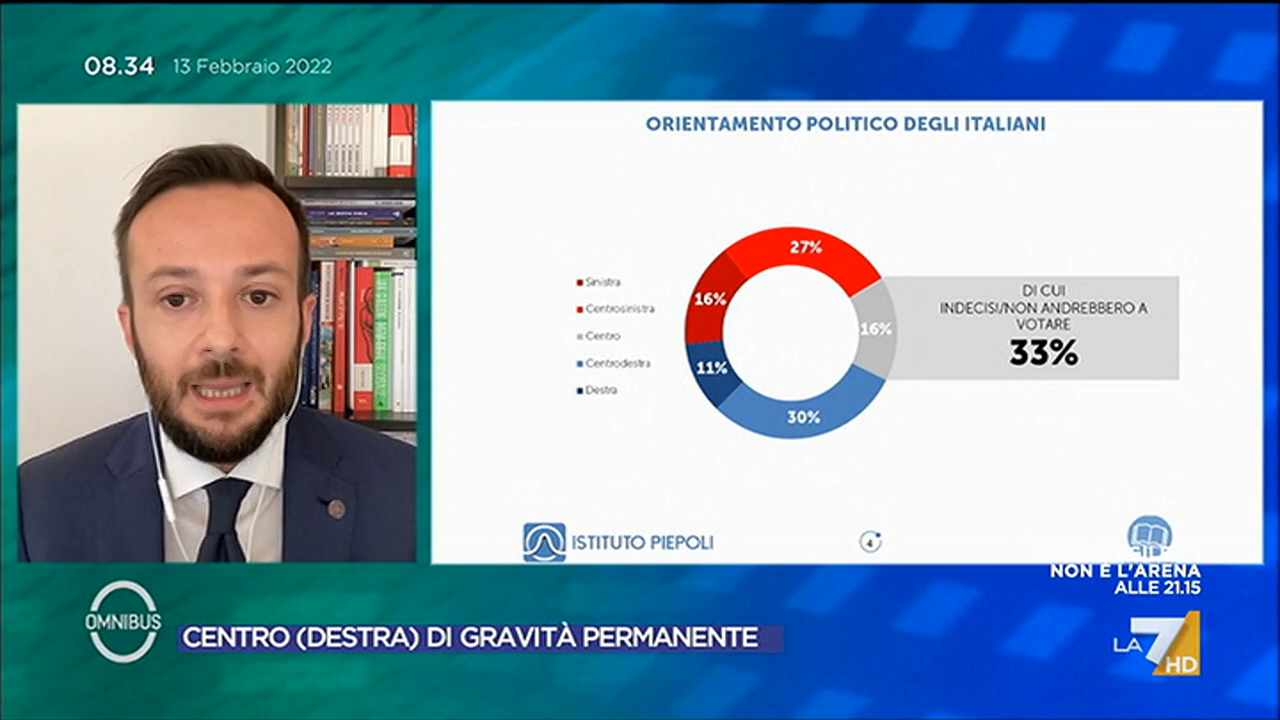 08.34 13 Febbraio 2022
ORIENTAMENTO POLITICO DEGLI ITALIANI
Sinistra
Centrosinistra
Centro
Centrodestra
Destra
27%
16%
16%
11%
30%
DI CUI
INDECISI/NON ANDREBBERO A
VOTARE
33%
ISTITUTO PIEPOLI
4
NON È L'ARENA
ALLE 21.15
OMNIBUS
CENTRO (DESTRA) DI GRAVITÀ PERMANENTE
LA 7 HD